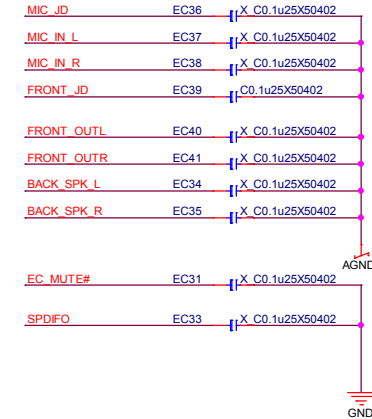 MIC_JD EC36 X_C0.1u25X50402
MIC_IN_L EC37 X_C0.1u25X50402
MIC_IN_R EC38 X_C0.1u25X50402
FRONT_JD EC39 C0.1u25X50402
FRONT_OUTL EC40 X_C0.1u25X50402
FRONT_OUTR EC41 X_C0.1u25X50402
BACK_SPK_L EC34 X_C0.1u25X50402
BACK_SPK_R EC35 X_C0.1u25X50402
AGND
EC_MUTE# EC31 X_C0.1u25X50402
SPDIFO EC33 X_C0.1u25X50402
GND